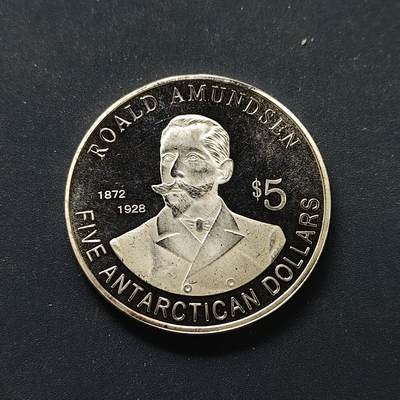 ROALD AMUNDSEN
1872
1928
$5
FIVE ANTARCTICAN DOLLARS